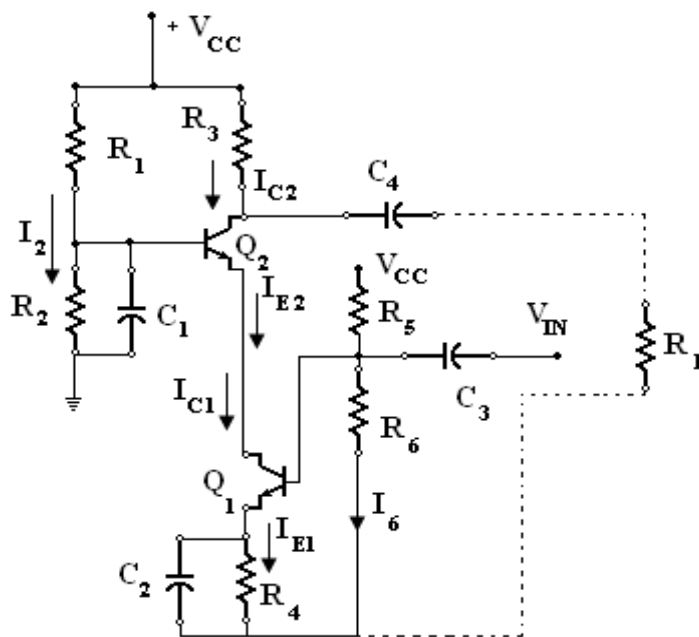 + V_CC
R_3
R_1
I_C2
C_4
I_2
Q_2
V_CC
R_2
C_1
I_E2
R_5
V_IN
R_L
I_C1
R_6
C_3
Q_1
I_6
I_E1
C_2
R_4